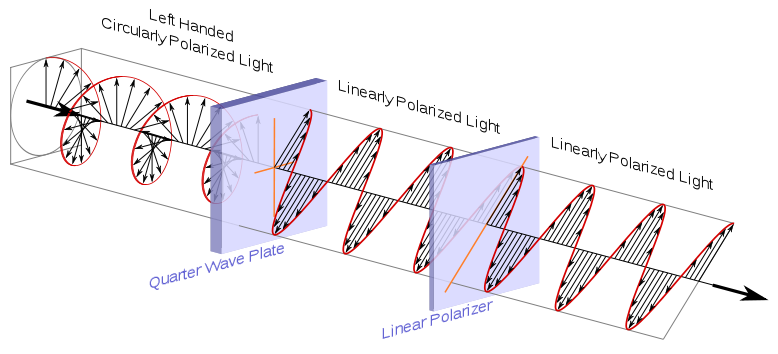 Left Handed
Circularly Polarized Light
Linearly Polarized Light
Linearly Polarized Light
Quarter Wave Plate
Linear Polarizer